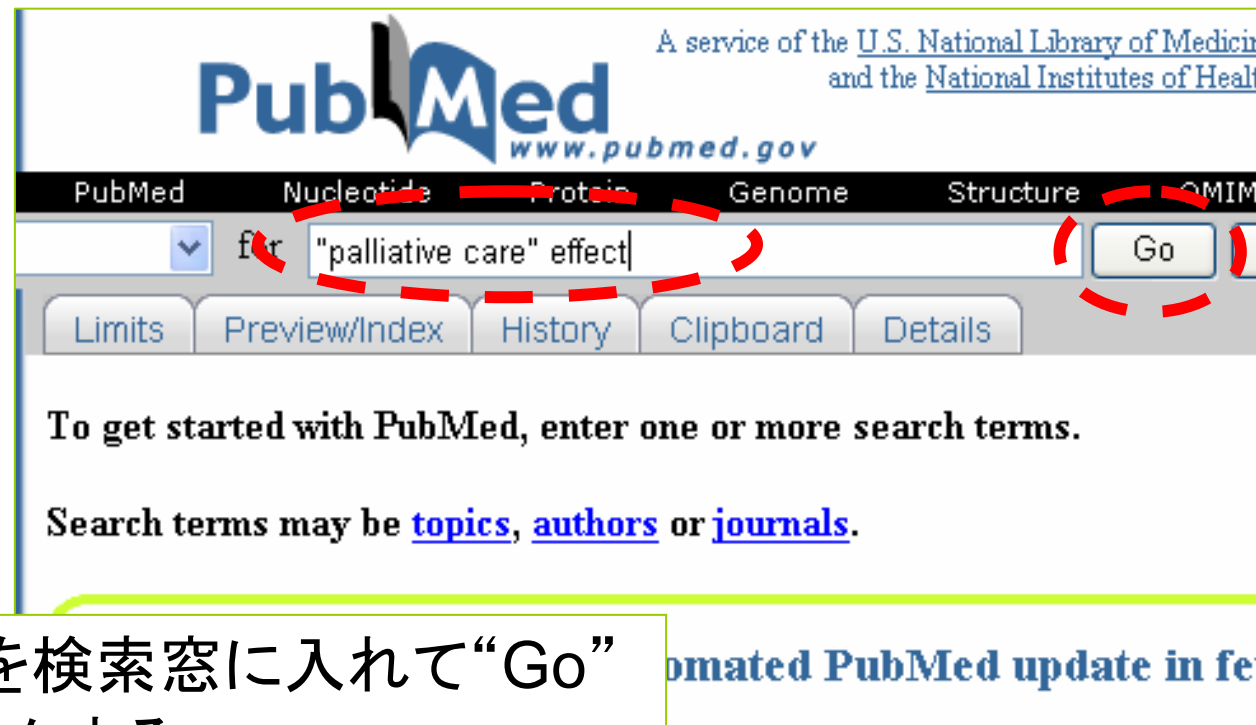 A service of the U.S. National Library of
and the National Institutes of
PubMed
www.pubmed.gov
PubMed Nucleotide Protein Genome Structure OMIM
for "palliative care" effect Go
Limits Preview/Index History Clipboard Details
To get started with PubMed, enter one or more search terms.
Search terms may be topics, authors or journals.
を検索窓に入れて“Go”
omated PubMed update in